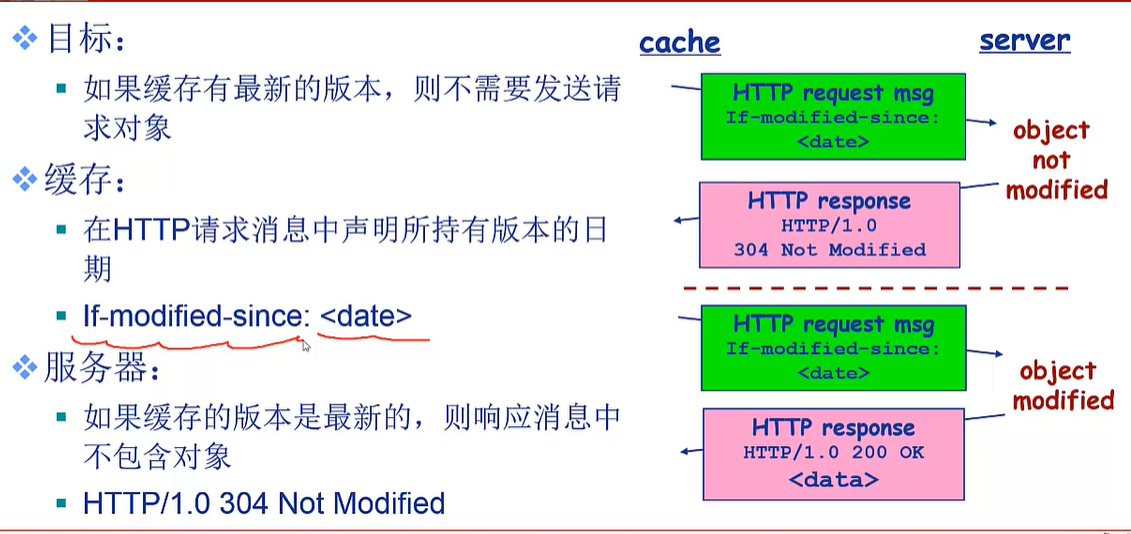 目标：
如果缓存有最新的版本，则不需要发送请
求对象
缓存：
在HTTP请求消息中声明所持有版本的日
期
If-modified-since: <date>
服务器：
如果缓存的版本是最新的，则响应消息中
不包含对象
HTTP/1.0 304 Not Modified
cache
server
HTTP request msg
If-modified-since:
<date>
object
not
modified
HTTP response
HTTP/1.0
304 Not Modified
HTTP request msg
If-modified-since:
<date>
object
modified
HTTP response
HTTP/1.0 200 OK
<data>